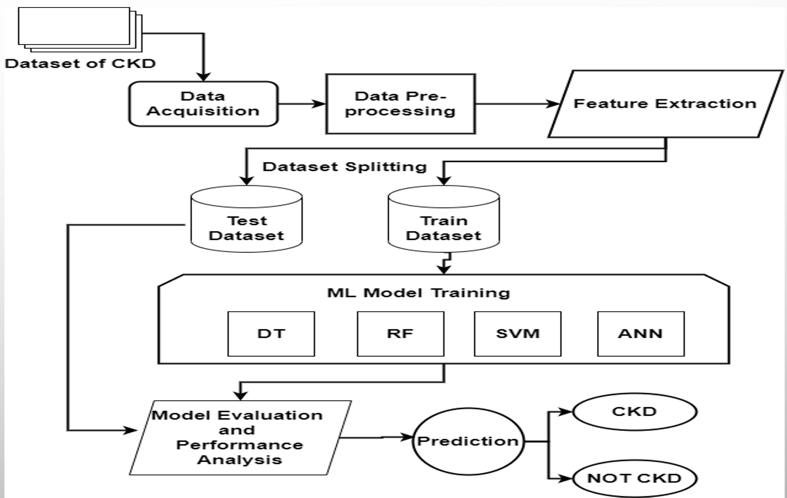 Dataset of CKD
Data
Acquisition
Data Pre-
processing
Feature Extraction
Dataset Splitting
Test
Dataset
Train
Dataset
ML Model Training
DT
RF
SVM
ANN
Model Evaluation
and
Performance
Analysis
Prediction
CKD
NOT CKD